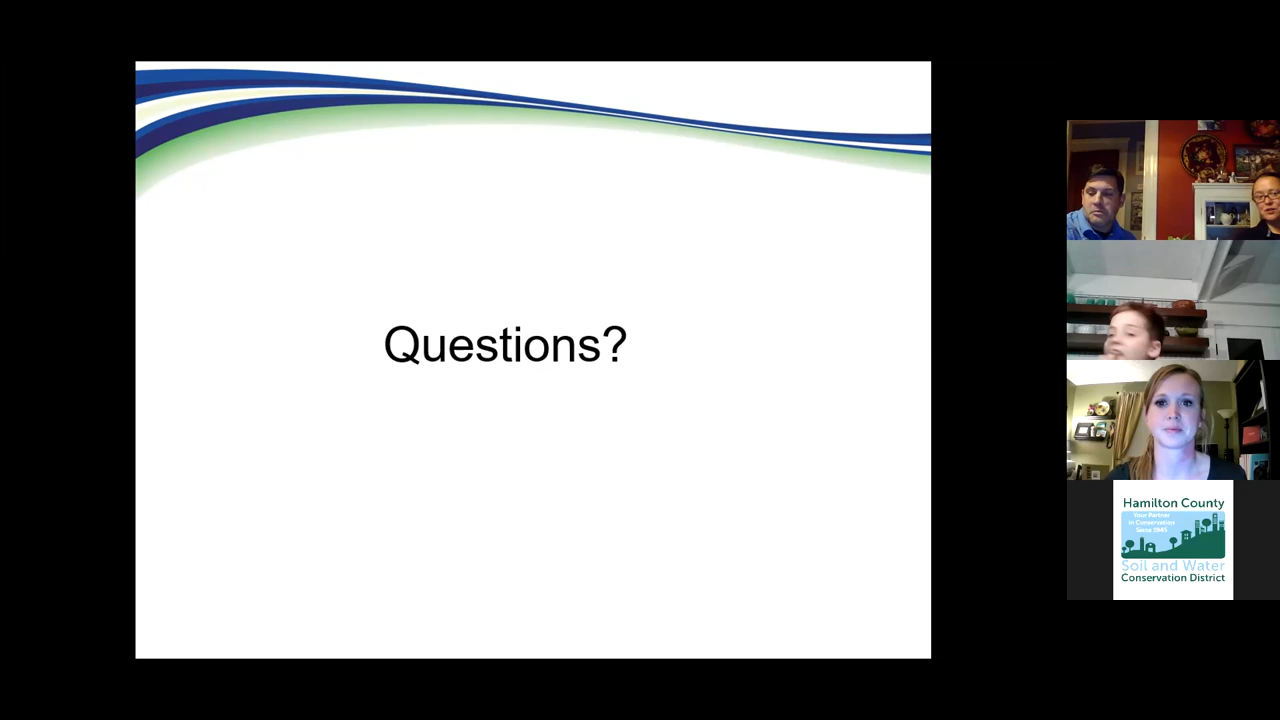 Questions?
Hamilton County
Your Partner
in Conservation
Since 1945
Soil and Water
Conservation District